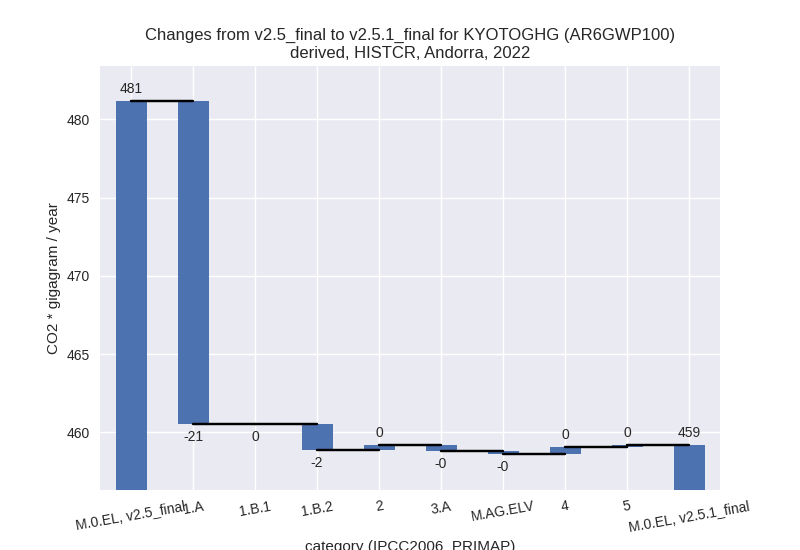 Changes from v2.5_final to v2.5.1_final for KYOTOGHG (AR6GWP100)
derived, HISTCR, Andorra, 2022
CO2 * gigagram / year
480
475
470
465
460
481
-21
0
-2
0
-0
-0
0
0
459
M.0.EL, v2.5_final
1.A
1.B.1
1.B.2
2
3.A
M.AG.ELV
4
5
M.0.EL, v2.5.1_final
category (IPCC2006_PRIMAP)